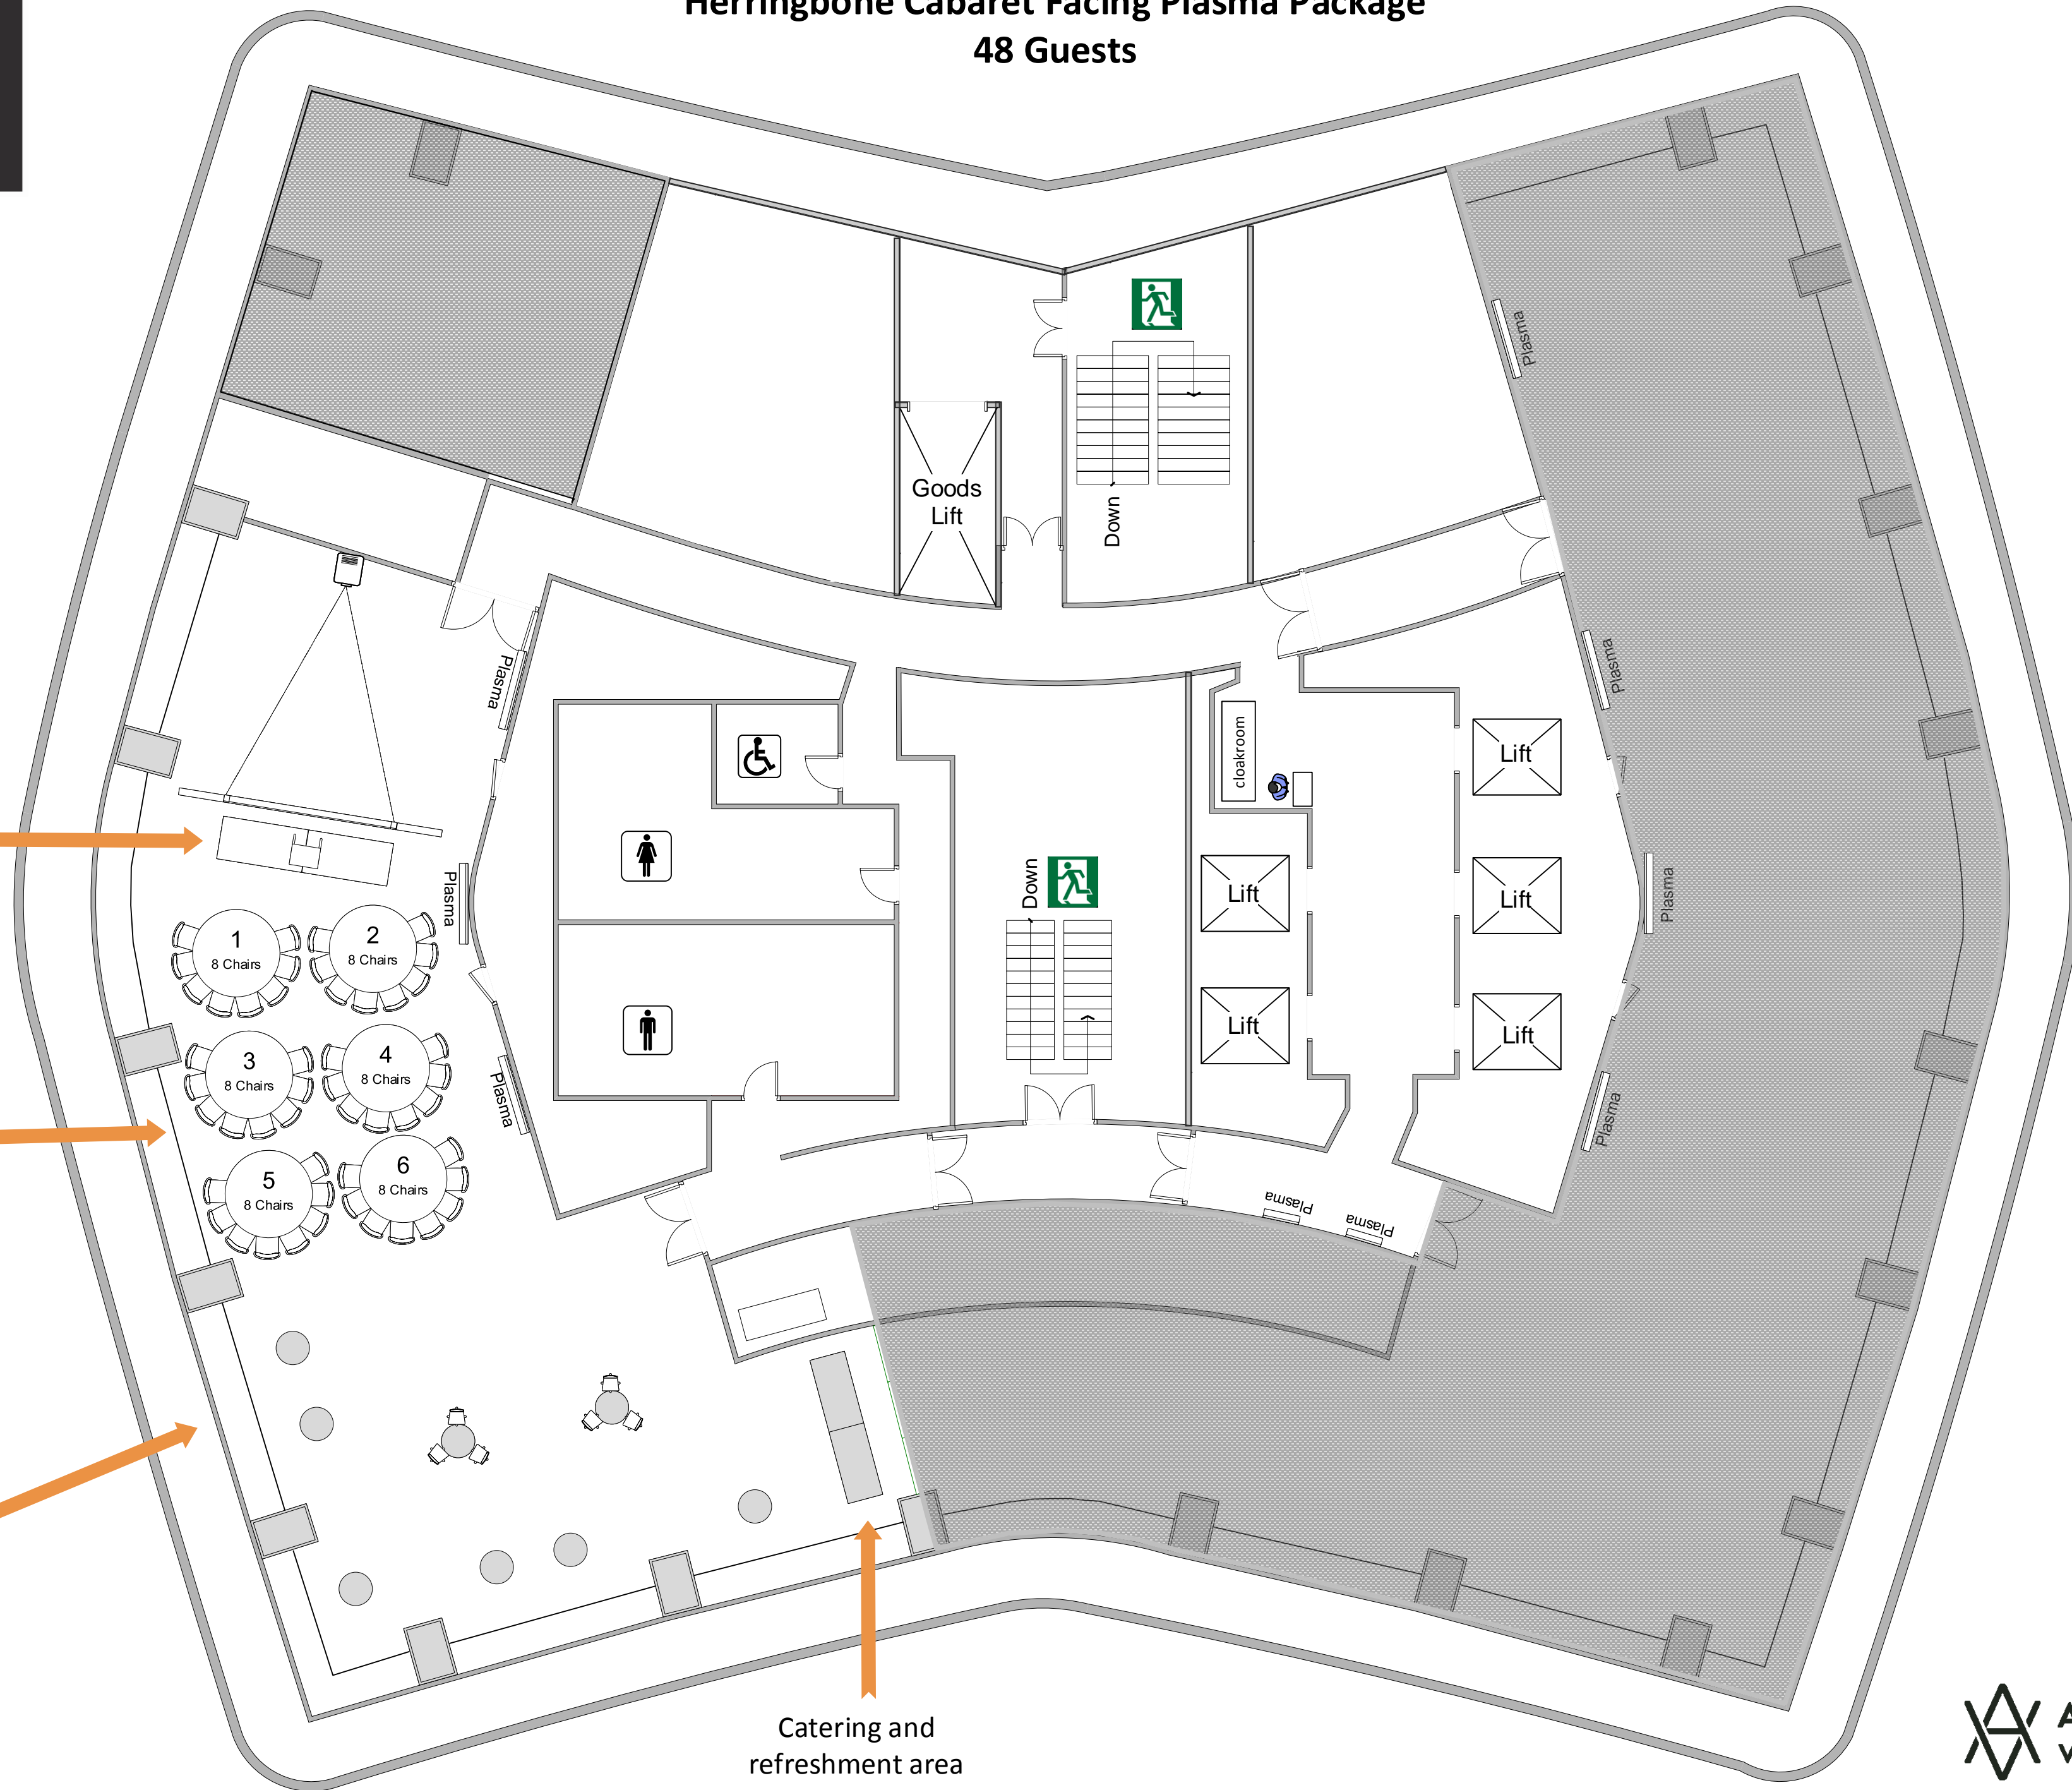 Herringbone Cabaret Facing Plasma Package
48 Guests
Plasma
Goods
Lift
Down
Plasma
Plasma
cloakroom
Lift
Plasma
Down
Lift
Lift
Plasma
Plasma
1
8 Chairs
2
8 Chairs
Lift
Lift
3
8 Chairs
4
8 Chairs
Plasma
Plasma
5
8 Chairs
6
8 Chairs
Plasma
Plasma
Catering and
refreshment area